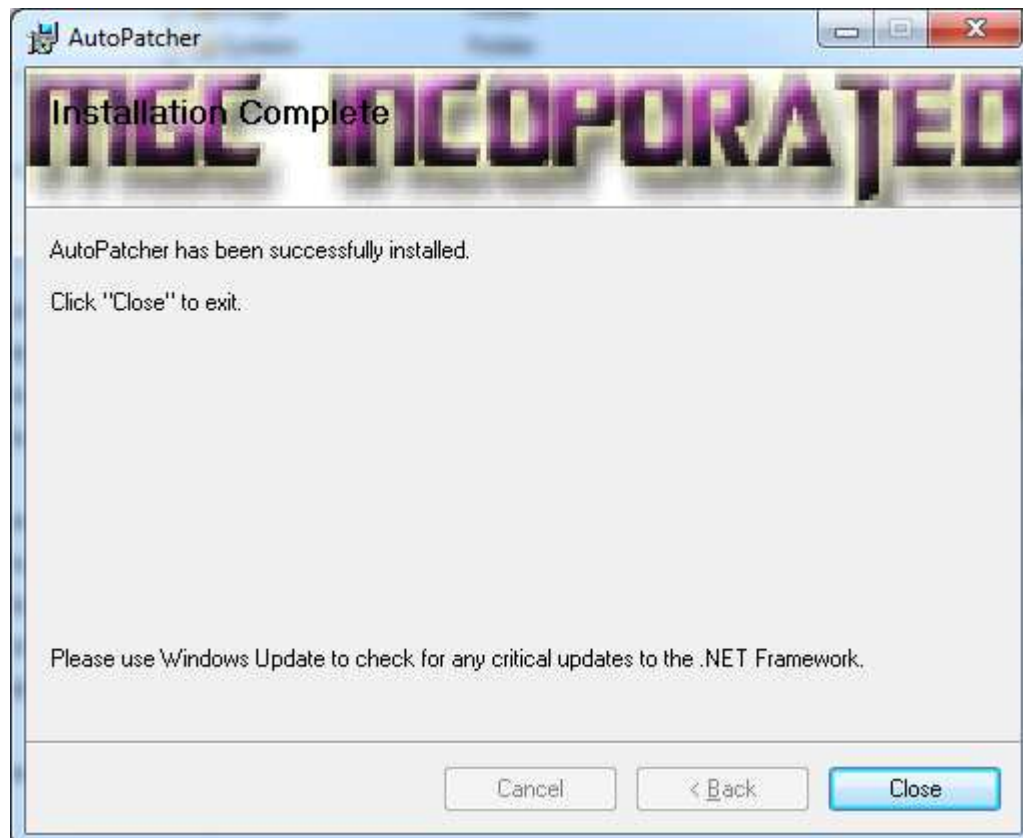 AutoPatcher
MGC INCOPORATED
Installation Complete
AutoPatcher has been successfully installed.
Click "Close" to exit.
Please use Windows Update to check for any critical updates to the .NET Framework.
Cancel
< Back
Close